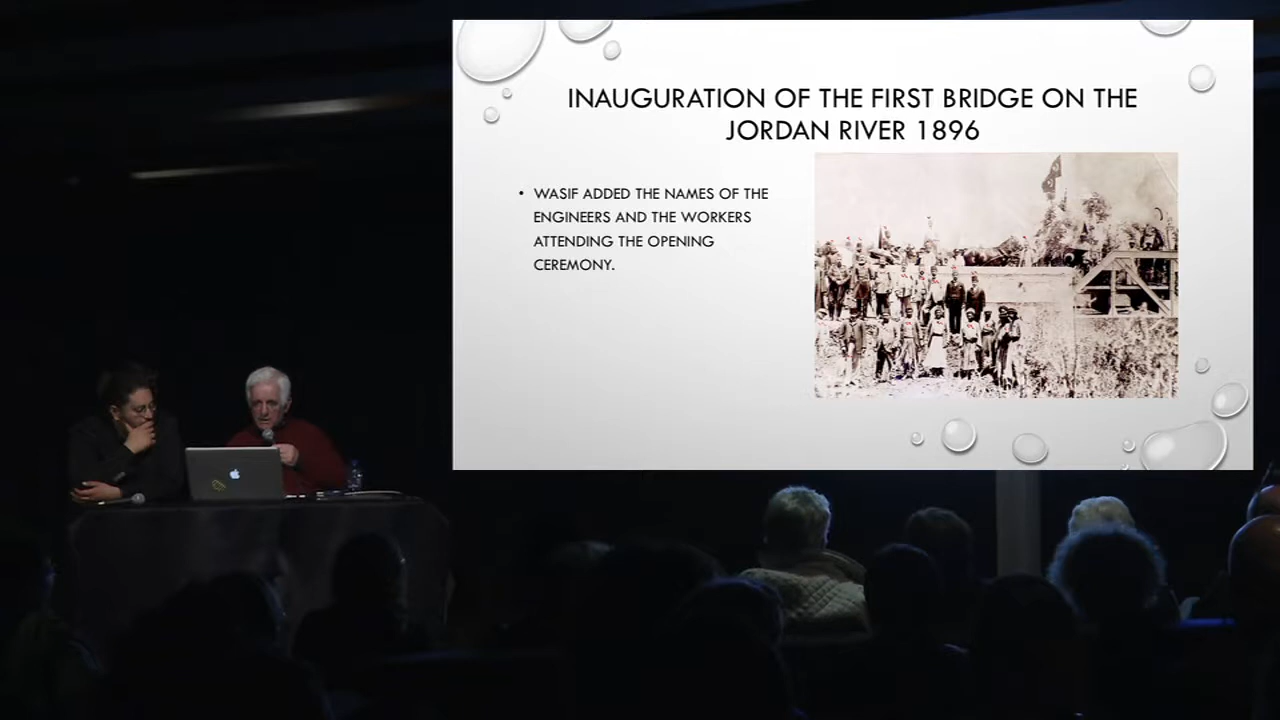 INAUGURATION OF THE FIRST BRIDGE ON THE
JORDAN RIVER 1896
• WASIF ADDED THE NAMES OF THE
ENGINEERS AND THE WORKERS
ATTENDING THE OPENING
CEREMONY.